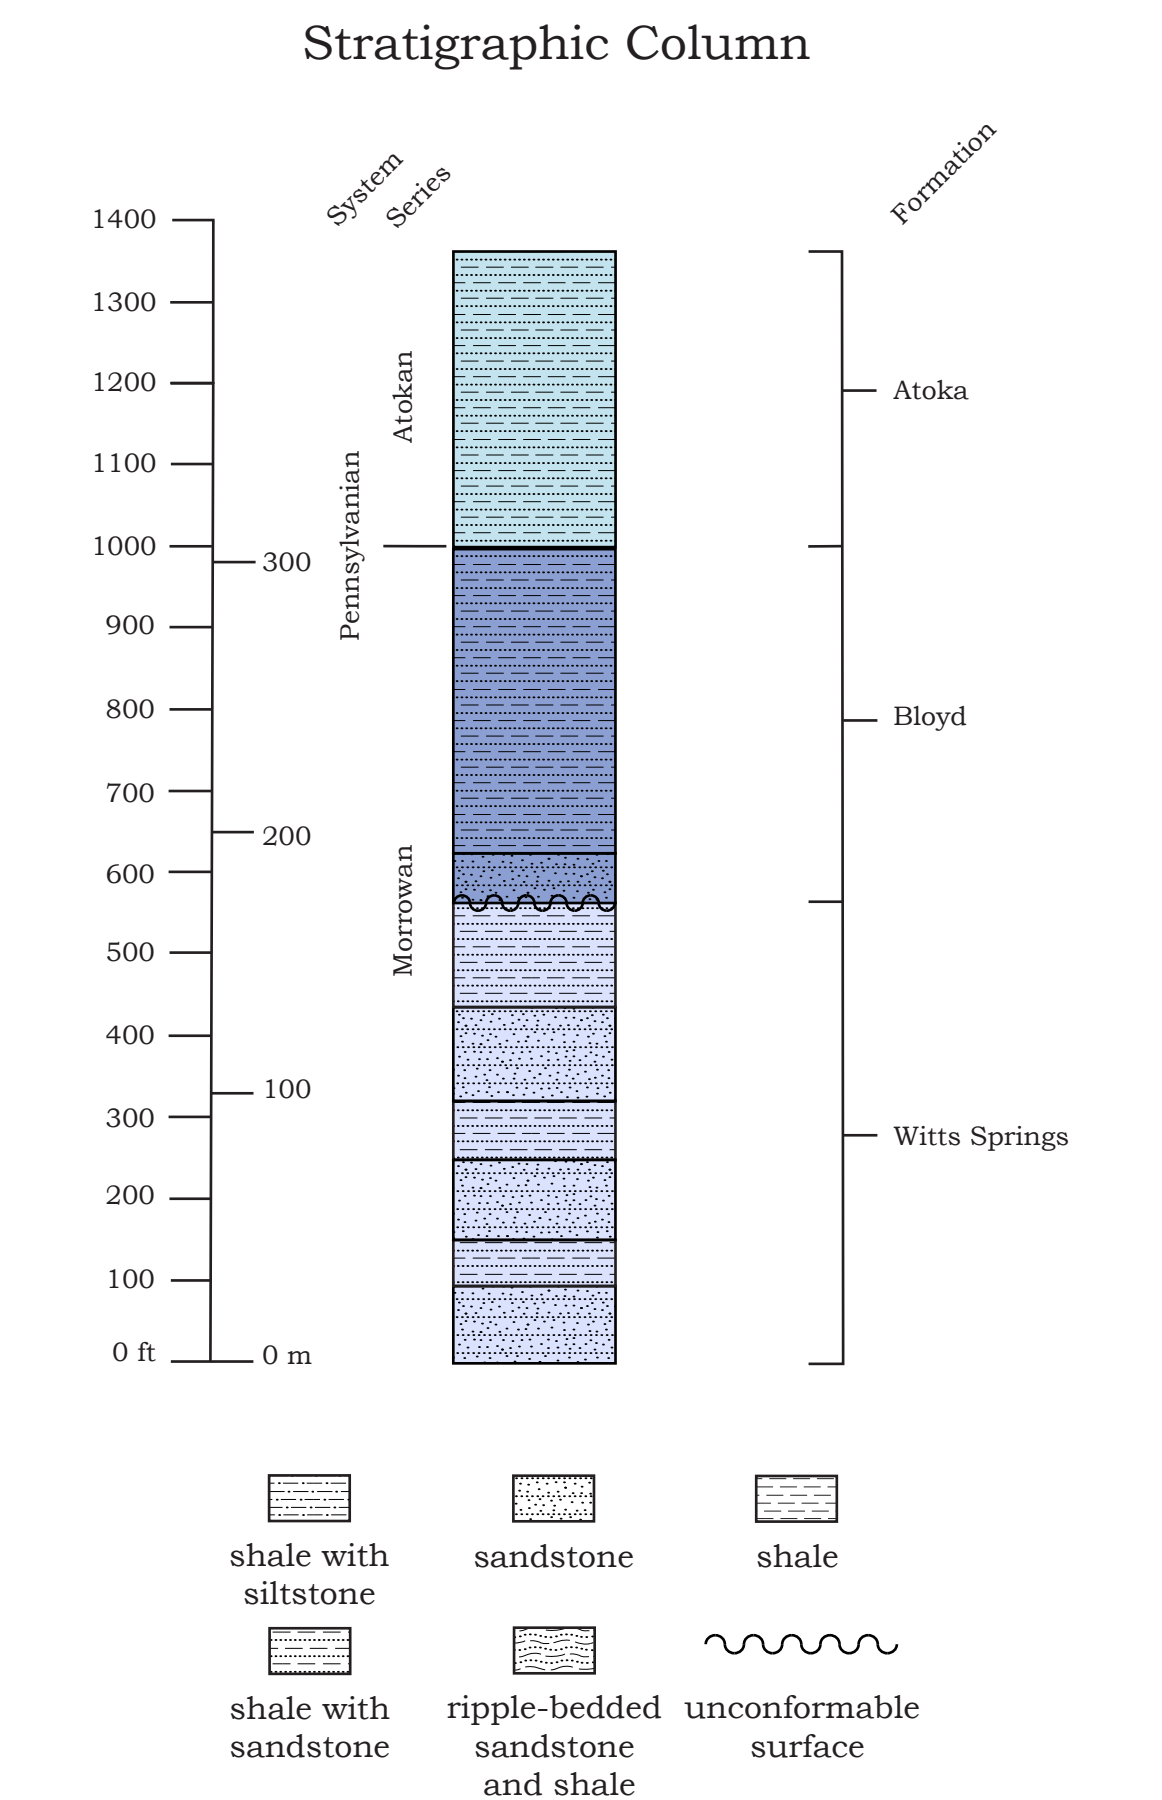 Stratigraphic Column
System
Series
Formation
1400
1300
1200
1100
1000
900
800
700
600
500
400
300
200
100
0 ft
300
200
100
0 m
Pennsylvanian
Atokan
Morrowan
Atoka
Bloyd
Witts Springs
shale with
siltstone
sandstone
shale
shale with
sandstone
ripple-bedded
sandstone
and shale
unconformable
surface